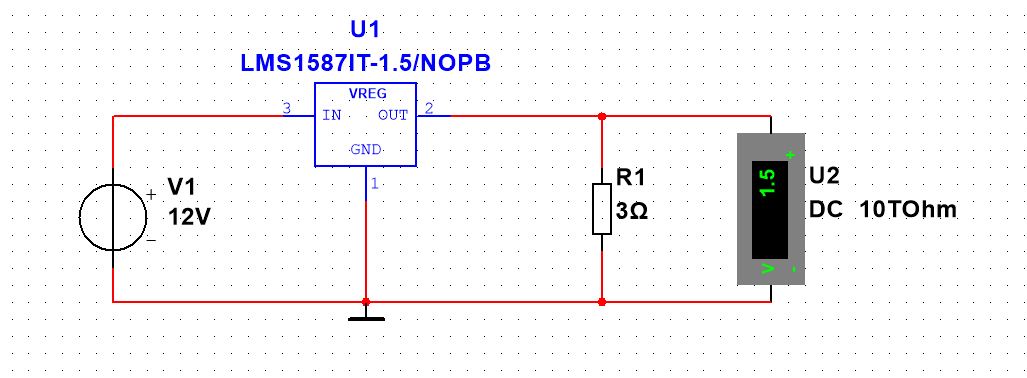 U1
LMS1587IT-1.5/NOPB
VREG
3 IN OUT 2
GND
1
V1
12V
+
−
R1
3Ω
+
1.5
V -
U2
DC 10TOhm